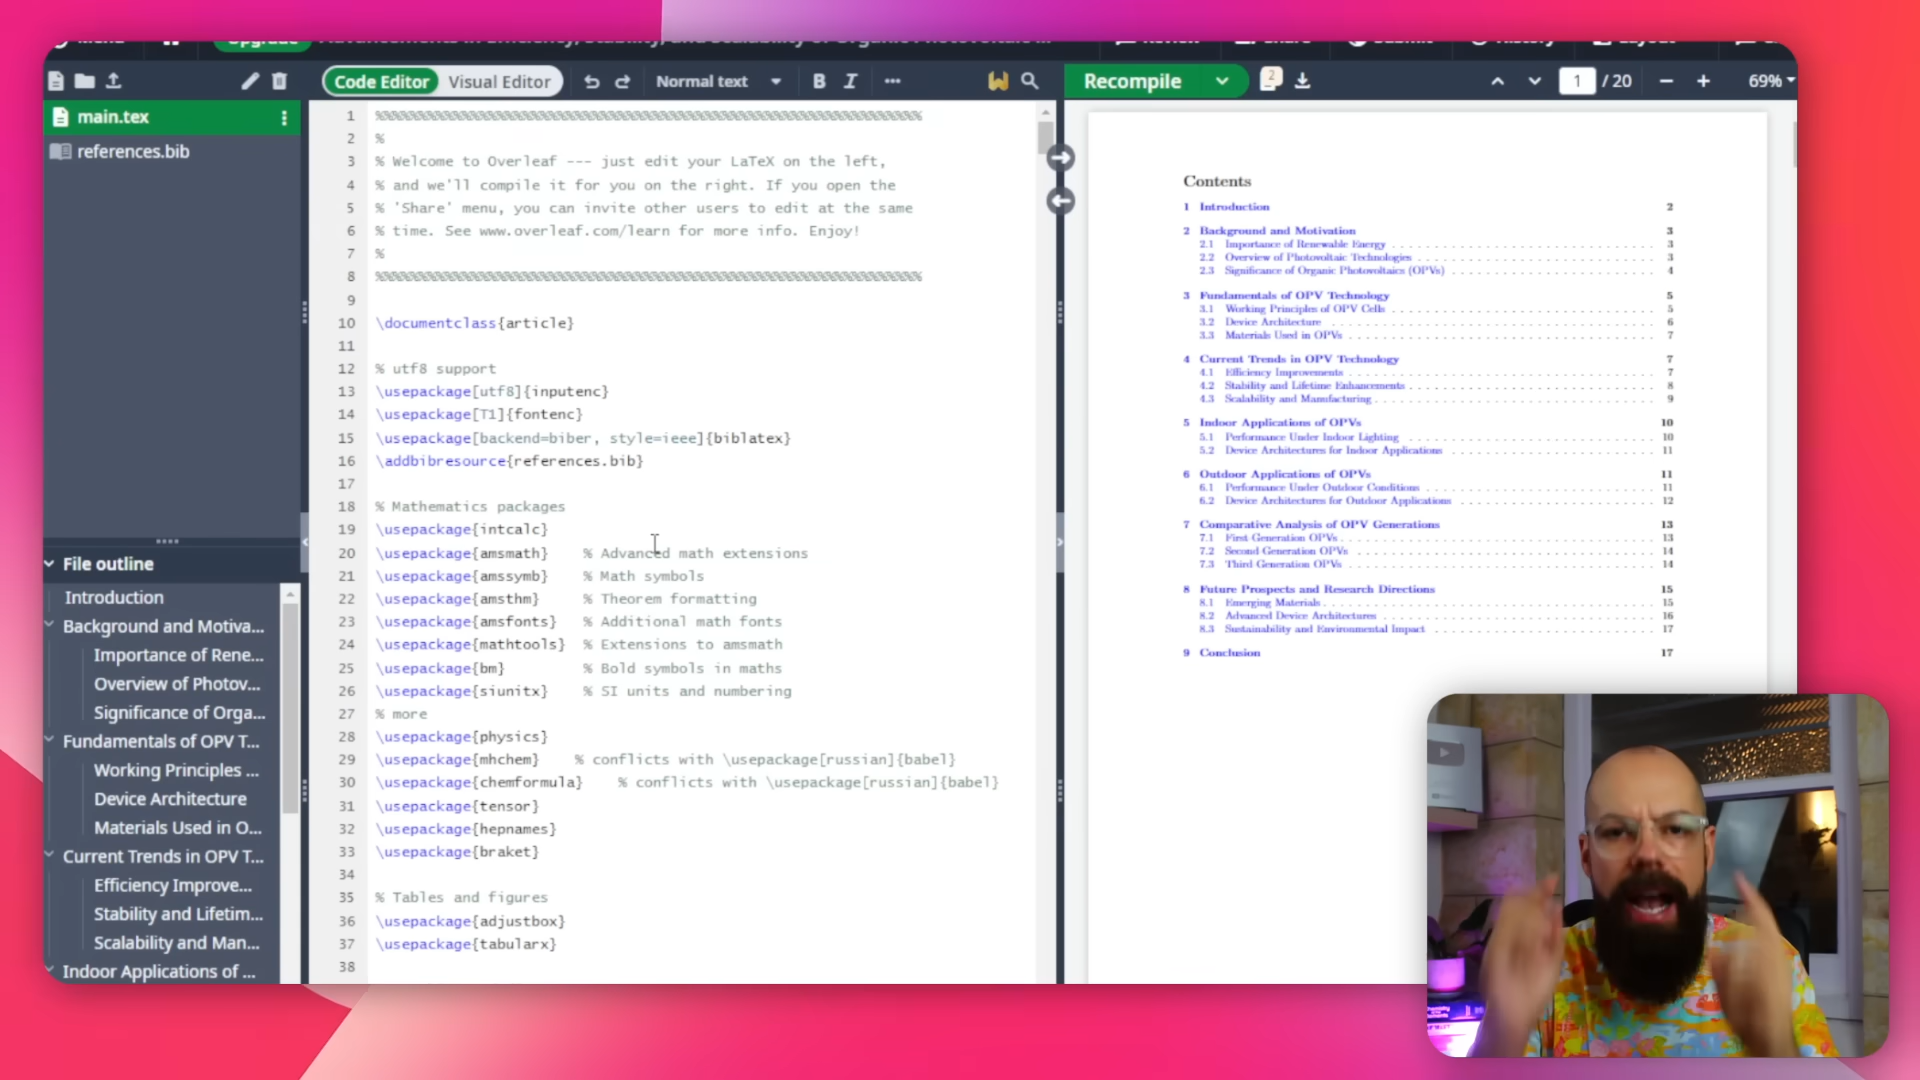 Upgrade
Code Editor
Visual Editor
Normal text
B
I
Recompile
2
1
/ 20
69%
main.tex
references.bib
File outline
Introduction
Background and Motiva...
Importance of Rene...
Overview of Photov...
Significance of Orga...
Fundamentals of OPV T...
Working Principles ...
Device Architecture
Materials Used in O...
Current Trends in OPV T...
Efficiency Improve...
Stability and Lifetim...
Scalability and Man...
Indoor Applications of ...
1 %%%%%%%%%%%%%%%%%%%%%%%%%%%%%%%%%%%%%%%%%%%%%%%%%%%%%%%%%%%%%%%
2 %
3 % Welcome to Overleaf --- just edit your LaTeX on the left,
4 % and we'll compile it for you on the right. If you open the
5 % 'Share' menu, you can invite other users to edit at the same
6 % time. See www.overleaf.com/learn for more info. Enjoy!
7 %
8 %%%%%%%%%%%%%%%%%%%%%%%%%%%%%%%%%%%%%%%%%%%%%%%%%%%%%%%%%%%%%%%
9
10 \documentclass{article}
11
12 % utf8 support
13 \usepackage[utf8]{inputenc}
14 \usepackage[T1]{fontenc}
15 \usepackage[backend=biber, style=ieee]{biblatex}
16 \addbibresource{references.bib}
17
18 % Mathematics packages
19 \usepackage{intcalc}
20 \usepackage{amsmath} % Advanced math extensions
21 \usepackage{amssymb} % Math symbols
22 \usepackage{amsthm} % Theorem formatting
23 \usepackage{amsfonts} % Additional math fonts
24 \usepackage{mathtools} % Extensions to amsmath
25 \usepackage{bm} % Bold symbols in maths
26 \usepackage{siunitx} % SI units and numbering
27 % more
28 \usepackage{physics}
29 \usepackage{mhchem} % conflicts with \usepackage[russian]{babel}
30 \usepackage{chemformula} % conflicts with \usepackage[russian]{babel}
31 \usepackage{tensor}
32 \usepackage{hepnames}
33 \usepackage{braket}
34
35 % Tables and figures
36 \usepackage{adjustbox}
37 \usepackage{tabularx}
38
Contents
1 Introduction 2
2 Background and Motivation 3
2.1 Importance of Renewable Energy 3
2.2 Overview of Photovoltaic Technologies 3
2.3 Significance of Organic Photovoltaics (OPVs) 4
3 Fundamentals of OPV Technology 5
3.1 Working Principles of OPV Cells 5
3.2 Device Architecture 6
3.3 Materials Used in OPVs 7
4 Current Trends in OPV Technology 7
4.1 Efficiency Improvements 7
4.2 Stability and Lifetime Enhancements 8
4.3 Scalability and Manufacturing 9
5 Indoor Applications of OPVs 10
5.1 Performance Under Indoor Lighting 10
5.2 Device Architectures for Indoor Applications 11
6 Outdoor Applications of OPVs 11
6.1 Performance Under Outdoor Conditions 11
6.2 Device Architectures for Outdoor Applications 12
7 Comparative Analysis of OPV Generations 13
7.1 First Generation OPVs 13
7.2 Second Generation OPVs 14
7.3 Third Generation OPVs 14
8 Future Prospects and Research Directions 15
8.1 Emerging Materials 15
8.2 Advanced Device Architectures 16
8.3 Sustainability and Environmental Impact 17
9 Conclusion 17